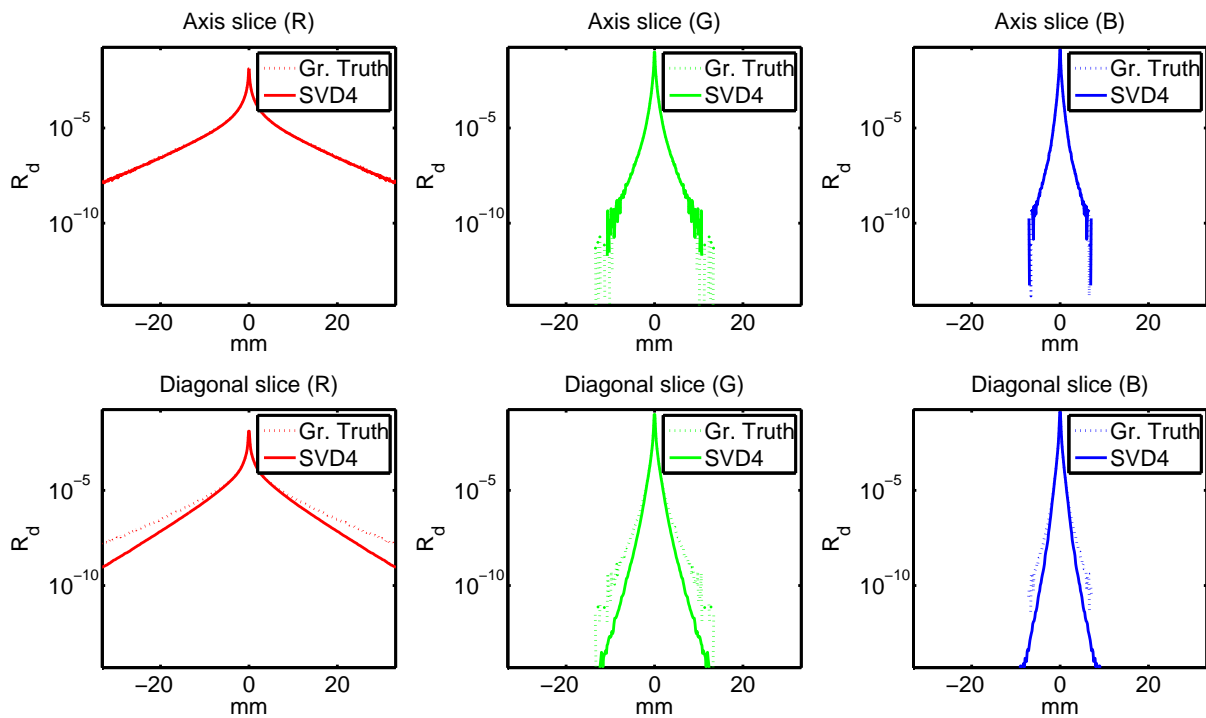 Axis slice (R)
Gr. Truth
SVD4
10⁻⁵
10⁻¹⁰
R_d
−20 0 20
mm
Axis slice (G)
Gr. Truth
SVD4
10⁻⁵
10⁻¹⁰
R_d
−20 0 20
mm
Axis slice (B)
Gr. Truth
SVD4
10⁻⁵
10⁻¹⁰
R_d
−20 0 20
mm
Diagonal slice (R)
Gr. Truth
SVD4
10⁻⁵
10⁻¹⁰
R_d
−20 0 20
mm
Diagonal slice (G)
Gr. Truth
SVD4
10⁻⁵
10⁻¹⁰
R_d
−20 0 20
mm
Diagonal slice (B)
Gr. Truth
SVD4
10⁻⁵
10⁻¹⁰
R_d
−20 0 20
mm